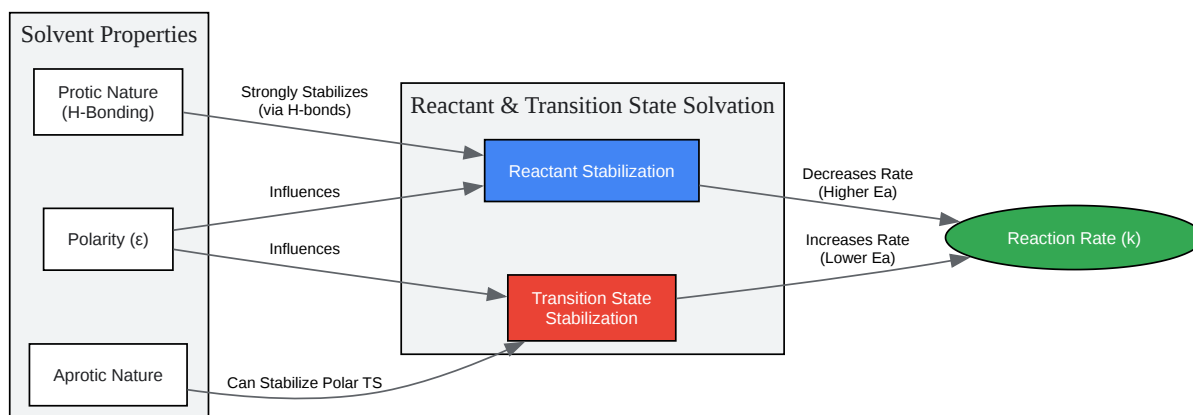 Solvent Properties
Protic Nature
(H-Bonding)
Polarity (ε)
Aprotic Nature
Strongly Stabilizes
(via H-bonds)
Influences
Influences
Can Stabilize Polar TS
Reactant & Transition State Solvation
Reactant Stabilization
Transition State
Stabilization
Decreases Rate
(Higher Ea)
Increases Rate
(Lower Ea)
Reaction Rate (k)